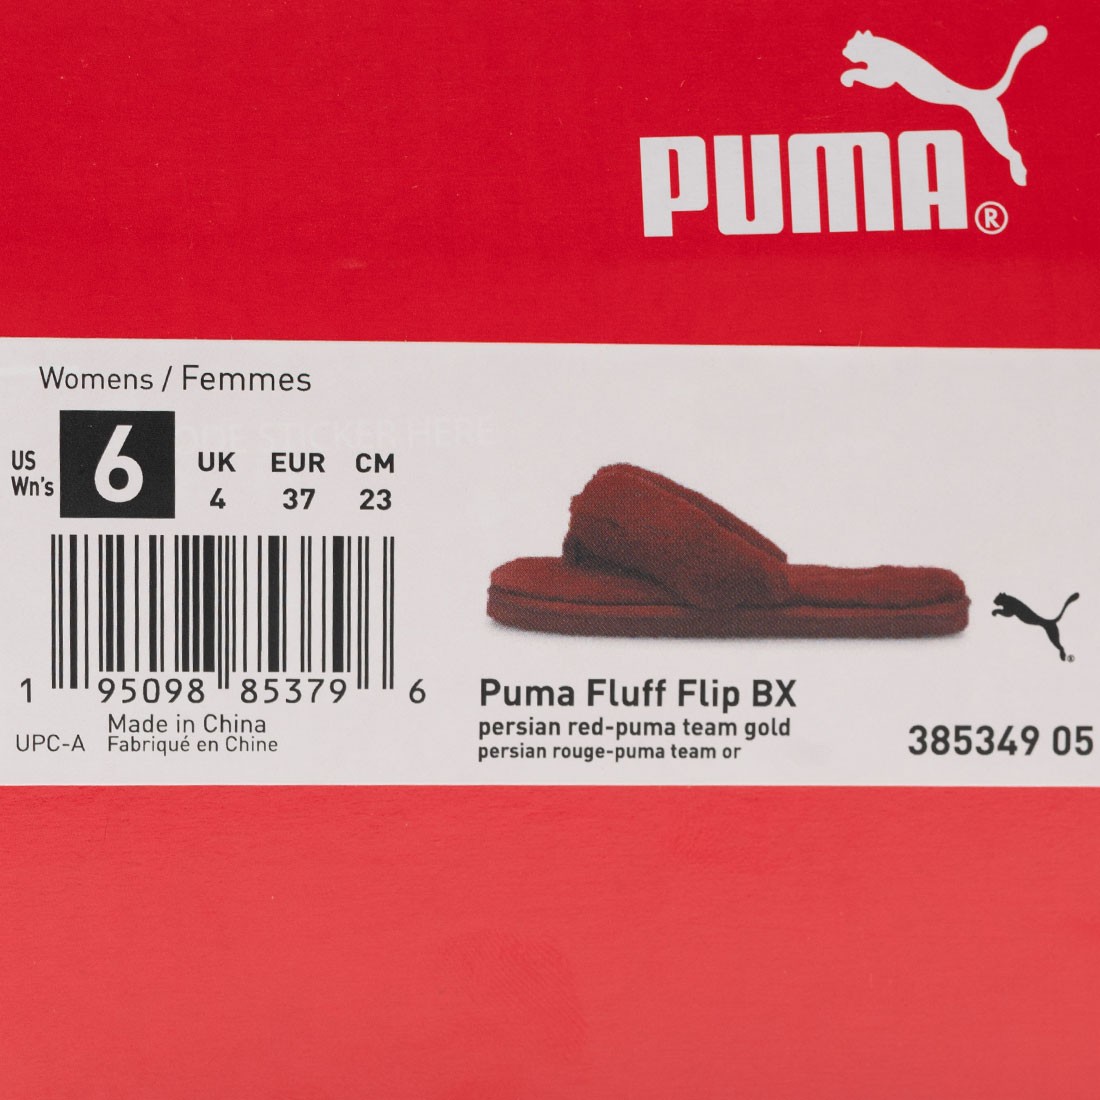 PUMA®
Womens / Femmes
US Wn's 6 UK 4 EUR 37 CM 23
STICKER HERE
1 95098 85379 6
UPC-A
Made in China
Fabriqué en Chine
Puma Fluff Flip BX
persian red-puma team gold
persian rouge-puma team or
385349 05